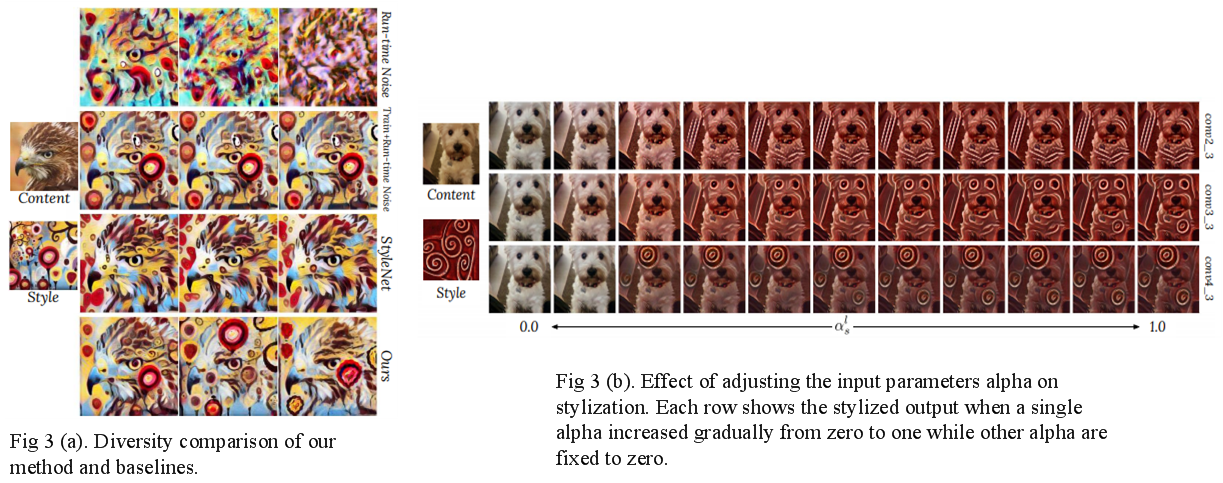 Run-time Noise
Train+Run-time Noise
Content
StyleNet
Style
Ours
Fig 3 (a). Diversity comparison of our
method and baselines.
Content
Style
conv2_3
conv3_3
conv4_3
0.0
α_s^l
1.0
Fig 3 (b). Effect of adjusting the input parameters alpha on
stylization. Each row shows the stylized output when a single
alpha increased gradually from zero to one while other alpha are
fixed to zero.